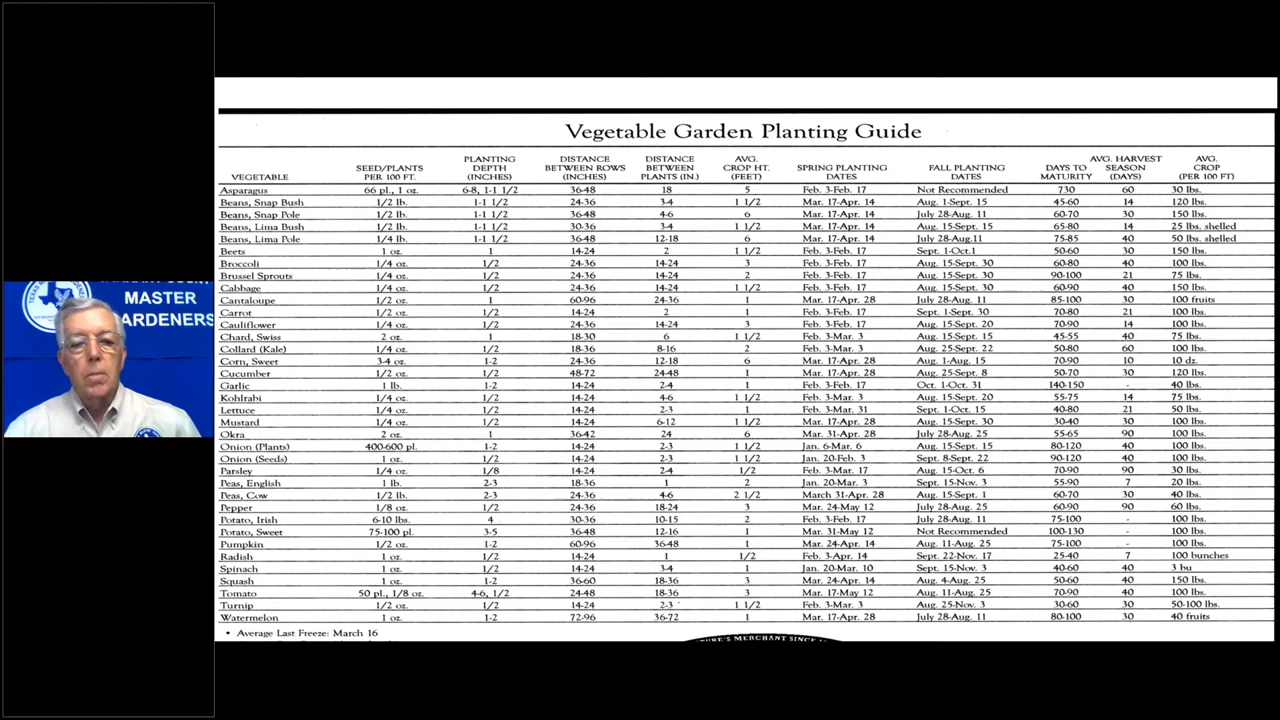 MASTER
GARDENERS
Vegetable Garden Planting Guide
VEGETABLE SEED/PLANTS PER 100 FT. PLANTING DEPTH (INCHES) DISTANCE BETWEEN ROWS (INCHES) DISTANCE BETWEEN PLANTS (IN.) AVG. CROP HT. (FEET) SPRING PLANTING DATES FALL PLANTING DATES DAYS TO MATURITY AVG. HARVEST SEASON (DAYS) AVG. CROP (PER 100 FT)
Asparagus 66 pl., 1 oz. 6-8, 1-1 1/2 36-48 18 5 Feb. 3-Feb. 17 Not Recommended 730 60 30 lbs.
Beans, Snap Bush 1/2 lb. 1-1 1/2 24-36 3-4 1 1/2 Mar. 17-Apr. 14 Aug. 1-Sept. 15 45-60 14 120 lbs.
Beans, Snap Pole 1/2 lb. 1-1 1/2 36-48 4-6 6 Mar. 17-Apr. 14 July 28-Aug. 11 60-70 30 150 lbs.
Beans, Lima Bush 1/2 lb. 1-1 1/2 30-36 3-4 1 1/2 Mar. 17-Apr. 14 Aug. 15-Sept. 15 65-80 14 25 lbs. shelled
Beans, Lima Pole 1/4 lb. 1-1 1/2 36-48 12-18 6 Mar. 17-Apr. 14 July 28-Aug.11 75-85 40 50 lbs. shelled
Beets 1 oz. 1 14-24 2 1 1/2 Feb. 3-Feb. 17 Sept. 1-Oct.1 50-60 30 150 lbs.
Broccoli 1/4 oz. 1/2 24-36 14-24 3 Feb. 3-Feb. 17 Aug. 15-Sept. 30 60-80 40 100 lbs.
Brussel Sprouts 1/4 oz. 1/2 24-36 14-24 2 Feb. 3-Feb. 17 Aug. 15-Sept. 30 90-100 21 75 lbs.
Cabbage 1/4 oz. 1/2 24-36 14-24 1 1/2 Feb. 3-Feb. 17 Aug. 15-Sept. 30 60-90 40 150 lbs.
Cantaloupe 1/2 oz. 1 60-96 24-36 1 Mar. 17-Apr. 28 July 28-Aug. 11 85-100 30 100 fruits
Carrot 1/2 oz. 1/2 14-24 2 1 Feb. 3-Feb. 17 Sept. 1-Sept. 30 70-80 21 100 lbs.
Cauliflower 1/4 oz. 1/2 24-36 14-24 3 Feb. 3-Feb. 17 Aug. 15-Sept. 20 70-90 14 100 lbs.
Chard, Swiss 2 oz. 1 18-30 6 1 1/2 Feb. 3-Mar. 3 Aug. 15-Sept. 15 45-55 40 75 lbs.
Collard (Kale) 1/4 oz. 1/2 18-36 8-16 2 Feb. 3-Mar. 3 Aug. 25-Sept. 22 50-80 60 100 lbs.
Corn, Sweet 3-4 oz. 1-2 24-36 12-18 6 Mar. 17-Apr. 28 Aug. 1-Aug. 15 70-90 10 10 dz.
Cucumber 1/2 oz. 1/2 48-72 24-48 1 Mar. 17-Apr. 28 Aug. 25-Sept. 8 50-70 30 120 lbs.
Garlic 1 lb. 1-2 14-24 2-4 1 Feb. 3-Feb. 17 Oct. 1-Oct. 31 140-150 - 40 lbs.
Kohlrabi 1/4 oz. 1/2 14-24 4-6 1 1/2 Feb. 3-Mar. 3 Aug. 15-Sept. 20 55-75 14 75 lbs.
Lettuce 1/4 oz. 1/2 14-24 2-3 1 Feb. 3-Mar. 31 Sept. 1-Oct. 15 40-80 21 50 lbs.
Mustard 1/4 oz. 1/2 14-24 6-12 1 Mar. 17-Apr. 28 Aug. 15-Sept. 30 30-40 30 100 lbs.
Okra 2 oz. 1 36-42 24 6 Mar. 31-Apr. 28 July 28-Aug. 25 55-65 90 100 lbs.
Onion (Plants) 400-600 pl. 1-2 14-24 2-3 1 1/2 Jan. 6-Mar. 6 Aug. 15-Sept. 15 80-120 40 100 lbs.
Onion (Seeds) 1 oz. 1/2 14-24 2-3 1 1/2 Jan. 20-Feb. 3 Sept. 8-Sept. 22 90-120 40 100 lbs.
Parsley 1/4 oz. 1/8 14-24 2-4 1/2 Feb. 3-Mar. 17 Aug. 15-Oct. 6 70-90 90 30 lbs.
Peas, English 1 lb. 2-3 18-36 1 2 Jan. 20-Mar. 3 Sept. 15-Nov. 3 55-90 7 20 lbs.
Peas, Cow 1/2 lb. 2-3 24-36 4-6 2 1/2 March 31-Apr. 28 Aug. 15-Sept. 1 60-70 30 40 lbs.
Pepper 1/8 oz. 1/2 24-36 18-24 3 Mar. 24-May 12 July 28-Aug. 25 60-90 90 60 lbs.
Potato, Irish 6-10 lbs. 4 30-36 10-15 2 Feb. 3-Feb. 17 July 28-Aug. 11 75-100 - 100 lbs.
Potato, Sweet 75-100 pl. 3-5 36-48 12-16 1 Mar. 31-May 12 Not Recommended 100-130 - 100 lbs.
Pumpkin 1/2 oz. 1-2 60-96 36-48 1 Mar. 24-Apr. 14 Aug. 11-Aug. 25 75-100 - 100 lbs.
Radish 1 oz. 1/2 14-24 1 1/2 Feb. 3-Apr. 14 Sept. 22-Nov. 17 25-40 7 100 bunches
Spinach 1 oz. 1/2 14-24 3-4 1 Jan. 20-Mar. 10 Sept. 15-Nov. 3 40-60 40 3 bu
Squash 1 oz. 1-2 36-60 18-36 3 Mar. 24-Apr. 14 Aug. 4-Aug. 25 50-60 40 150 lbs.
Tomato 50 pl., 1/8 oz. 4-6, 1/2 24-48 18-36 3 Mar. 17-May 12 Aug. 11-Aug. 25 70-90 40 100 lbs.
Turnip 1/2 oz. 1/2 14-24 2-3 1 1/2 Feb. 3-Mar. 3 Aug. 25-Nov. 3 30-60 30 50-100 lbs.
Watermelon 1 oz. 1-2 72-96 36-72 1 Mar. 17-Apr. 28 July 28-Aug. 11 80-100 30 40 fruits
• Average Last Freeze: March 16
MERCHANT SINCE